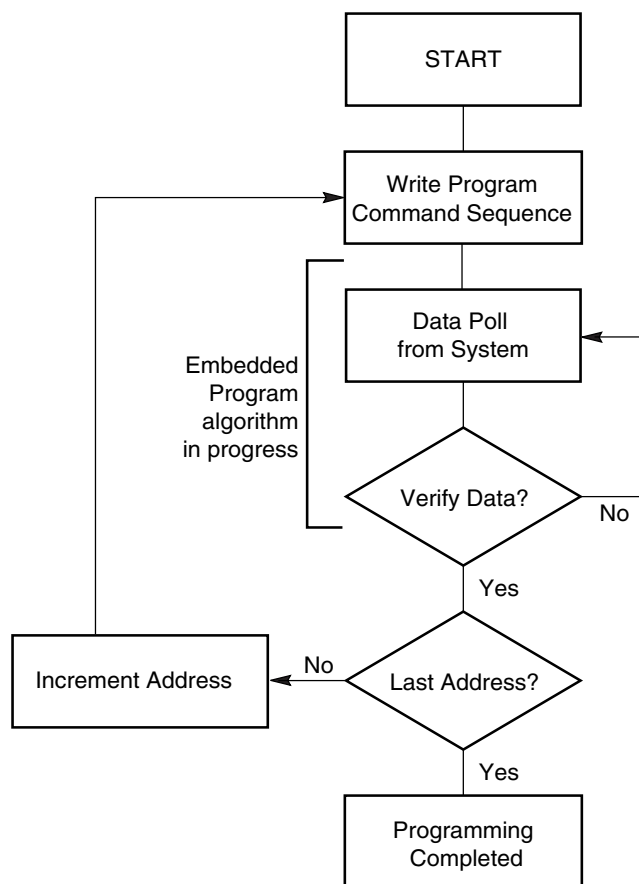 START
Write Program
Command Sequence
Data Poll
from System
Embedded
Program
algorithm
in progress
Verify Data?
No
Yes
Last Address?
No
Increment Address
Yes
Programming
Completed